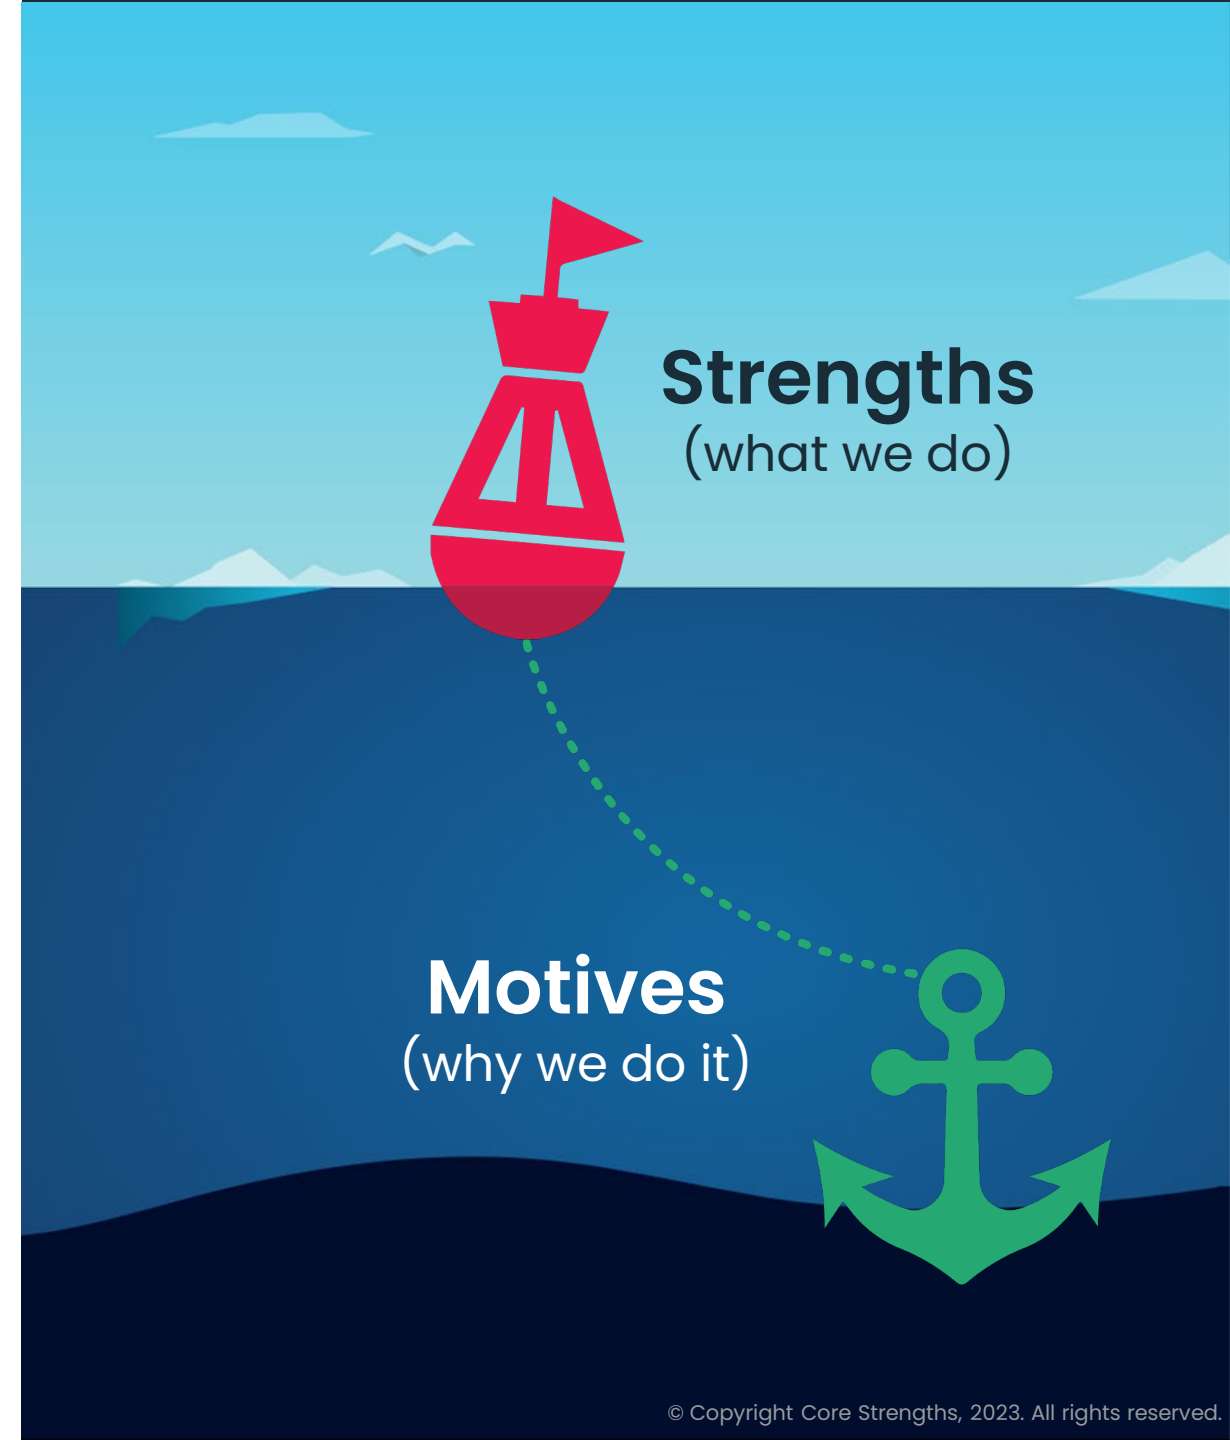 Strengths
(what we do)
Motives
(why we do it)
© Copyright Core Strengths, 2023. All rights reserved.